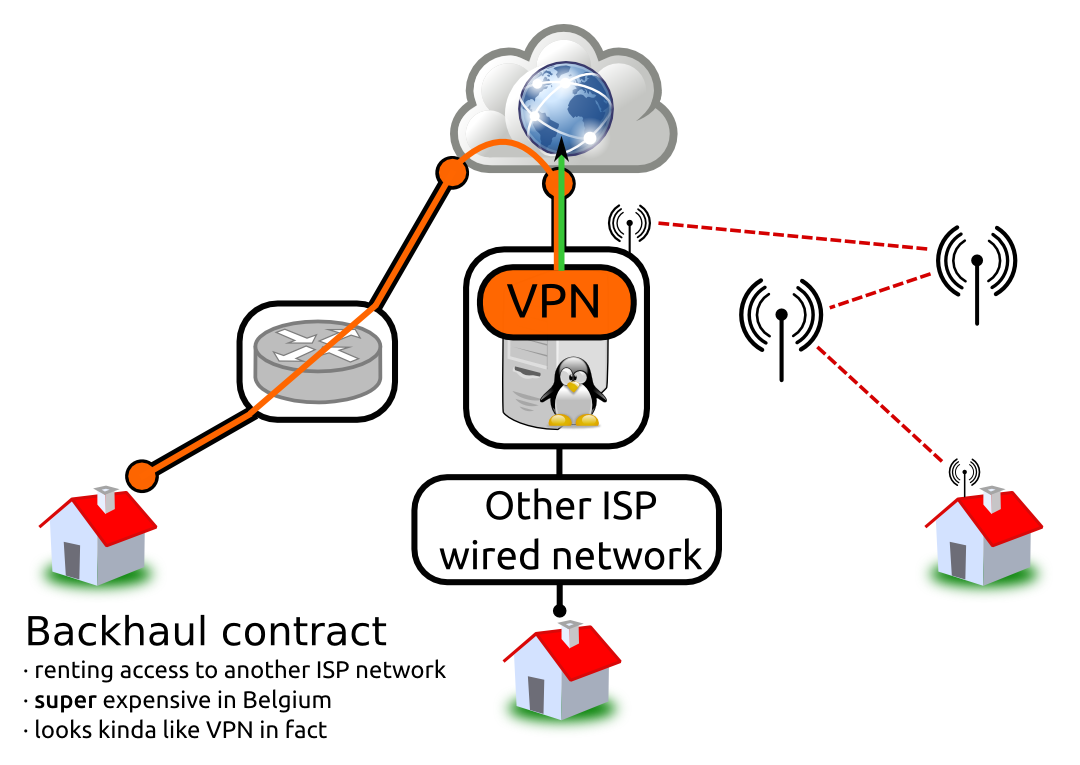 VPN
Other ISP
wired network
Backhaul contract
· renting access to another ISP network
· super expensive in Belgium
· looks kinda like VPN in fact